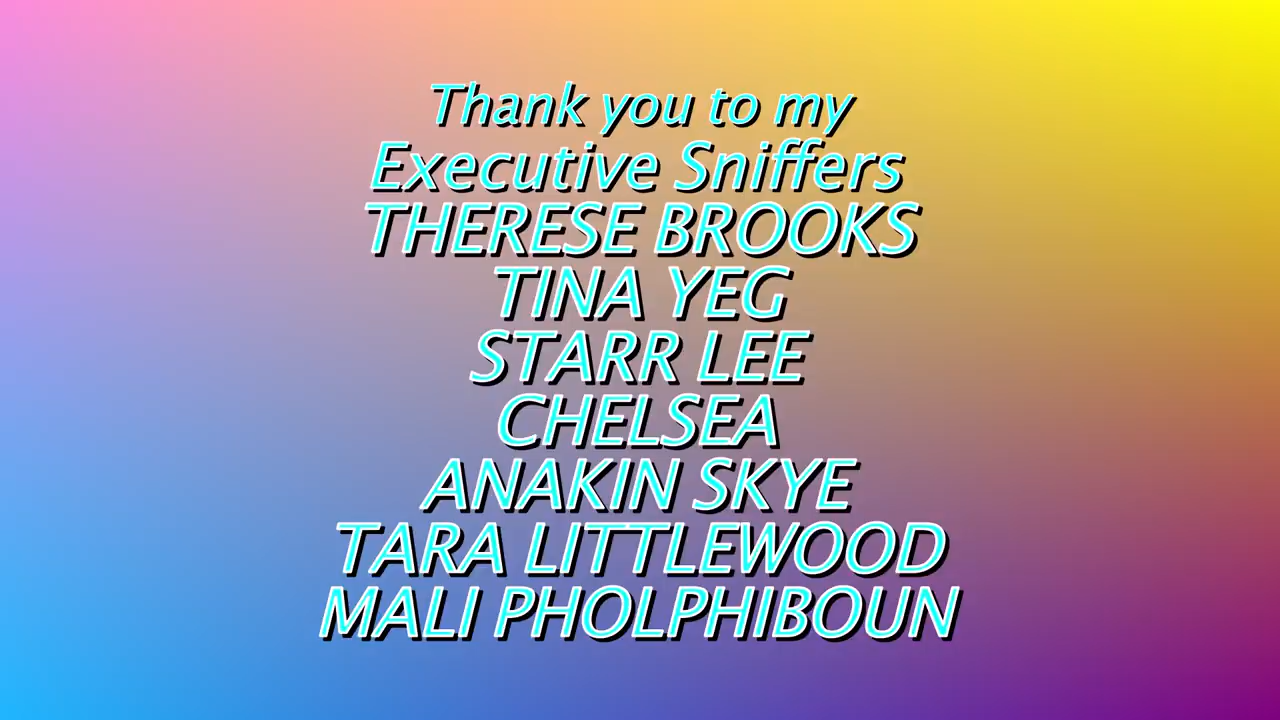 Thank you to my
Executive Sniffers
THERESE BROOKS
TINA YEG
STARR LEE
CHELSEA
ANAKIN SKYE
TARA LITTLEWOOD
MALI PHOLPHIBOUN